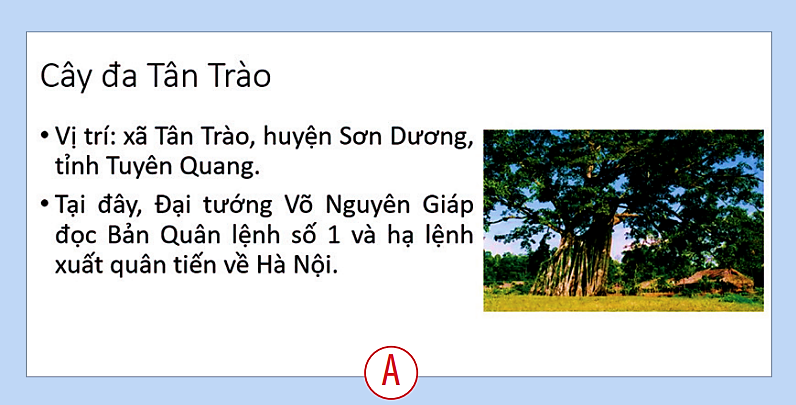 Cây đa Tân Trào
• Vị trí: xã Tân Trào, huyện Sơn Dương,
tỉnh Tuyên Quang.
• Tại đây, Đại tướng Võ Nguyên Giáp
đọc Bản Quân lệnh số 1 và hạ lệnh
xuất quân tiến về Hà Nội.
A